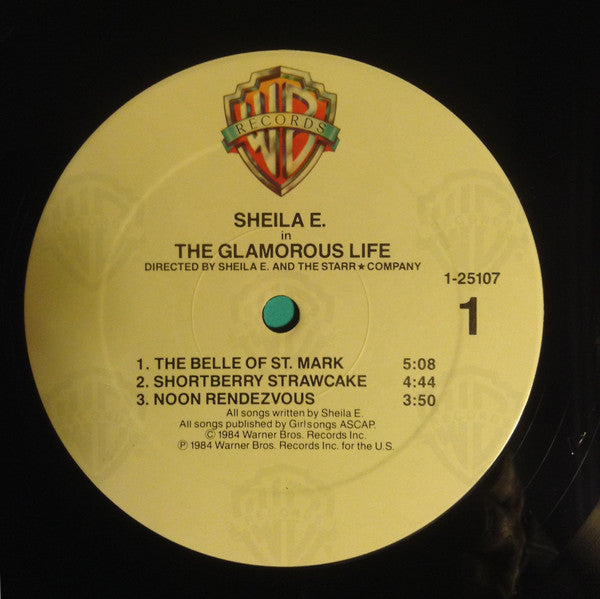 WB
RECORDS
SHEILA E.
in
THE GLAMOROUS LIFE
DIRECTED BY SHEILA E. AND THE STARR★COMPANY
1-25107
1
1. THE BELLE OF ST. MARK 5:08
2. SHORTBERRY STRAWCAKE 4:44
3. NOON RENDEZVOUS 3:50
All songs written by Sheila E.
All songs published by Girlsongs ASCAP.
© 1984 Warner Bros. Records Inc.
℗ 1984 Warner Bros. Records Inc. for the U.S.